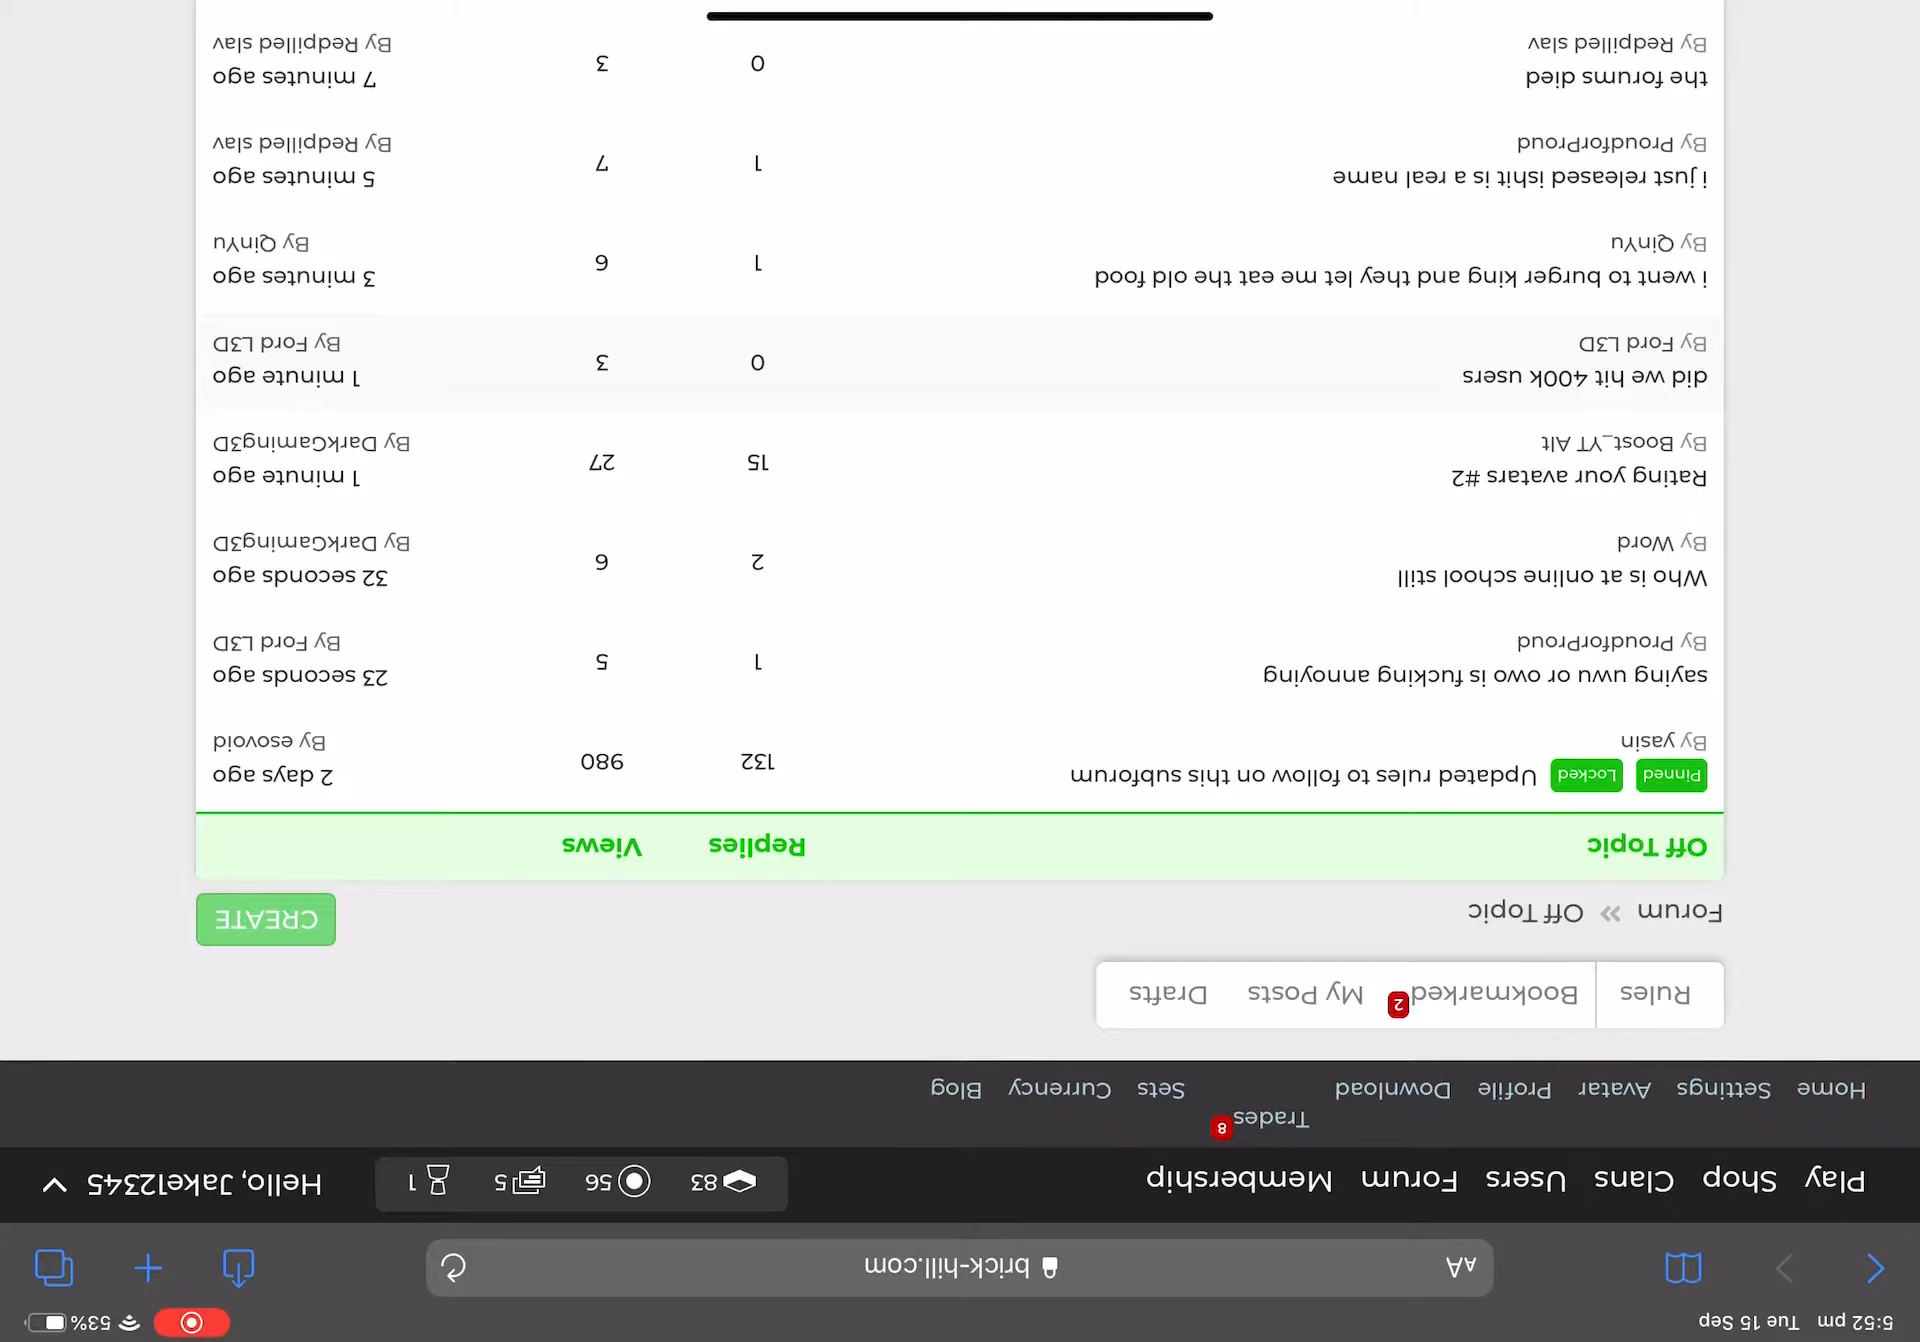 5:52 pm Tue 15 Sep
53%
AA
brick-hill.com
Play Shop Clans Users Forum Membership
83 56 5 1
Hello, Jake12345
Home Settings Avatar Profile Download Trades 8 Sets Currency Blog
Rules Bookmarked 2 My Posts Drafts
Forum » Off Topic
CREATE
Off Topic Replies Views
Pinned Locked Updated rules to follow on this subforum 132 980 2 days ago
By yasin By esovoid
saying uwu or owo is fucking annoying 1 5 23 seconds ago
By ProudforProud By Ford L3D
Who is at online school still 2 6 32 seconds ago
By Word By DarkGaming3D
Rating your avatars #2 15 27 1 minute ago
By Boost_YT Alt By DarkGaming3D
did we hit 400k users 0 3 1 minute ago
By Ford L3D By Ford L3D
i went to burger king and they let me eat the old food 1 6 3 minutes ago
By QinYu By QinYu
i just released ishit is a real name 1 7 5 minutes ago
By ProudforProud By Redpilled slav
the forums died 0 3 7 minutes ago
By Redpilled slav By Redpilled slav